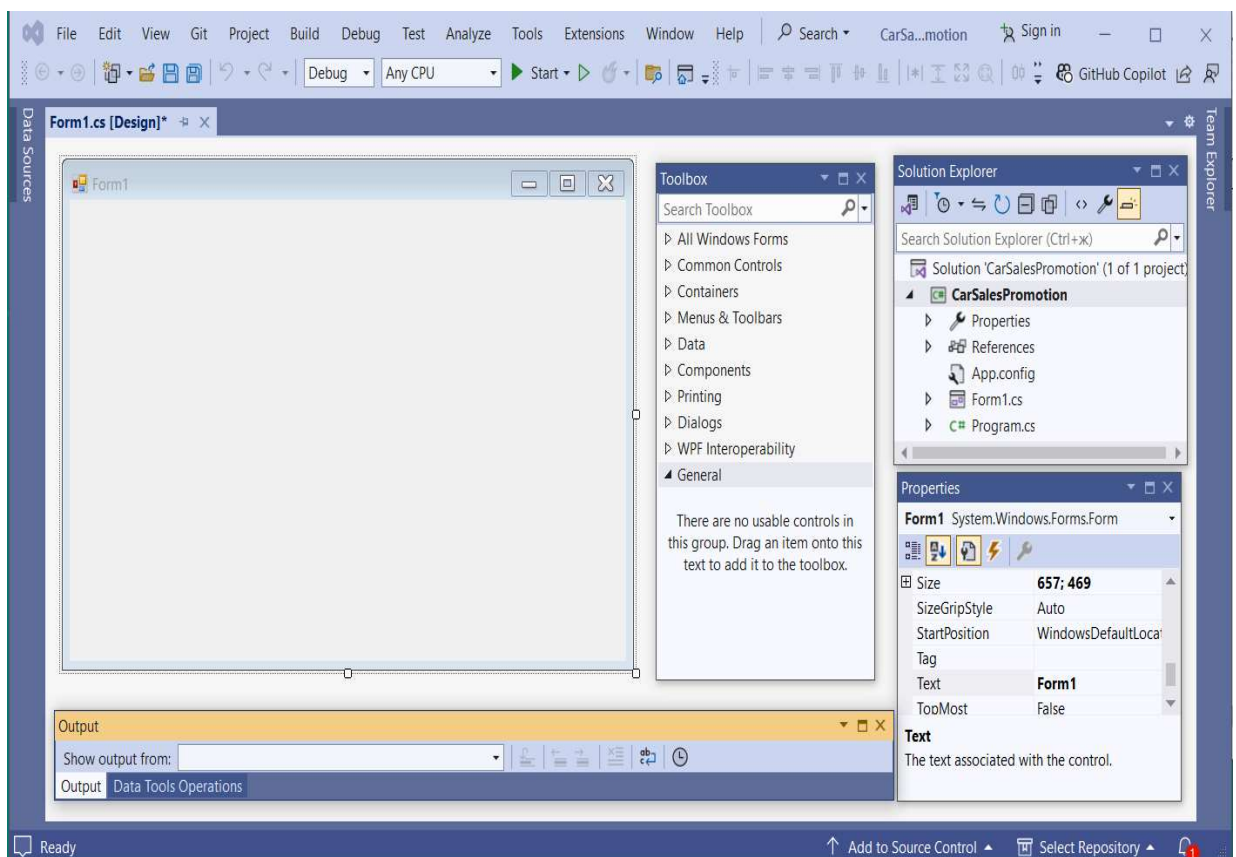 File Edit View Git Project Build Debug Test Analyze Tools Extensions Window Help Search CarSa...motion Sign in
Debug Any CPU Start GitHub Copilot
Data Sources
Form1.cs [Design]*
Team Explorer
Form1
Toolbox
Search Toolbox
All Windows Forms
Common Controls
Containers
Menus & Toolbars
Data
Components
Printing
Dialogs
WPF Interoperability
General
There are no usable controls in
this group. Drag an item onto this
text to add it to the toolbox.
Solution Explorer
Search Solution Explorer (Ctrl+ж)
Solution 'CarSalesPromotion' (1 of 1 project)
CarSalesPromotion
Properties
References
App.config
Form1.cs
C# Program.cs
Properties
Form1 System.Windows.Forms.Form
Size 657; 469
SizeGripStyle Auto
StartPosition WindowsDefaultLocat
Tag
Text Form1
TopMost False
Text
The text associated with the control.
Output
Show output from:
Output Data Tools Operations
Ready Add to Source Control Select Repository 1